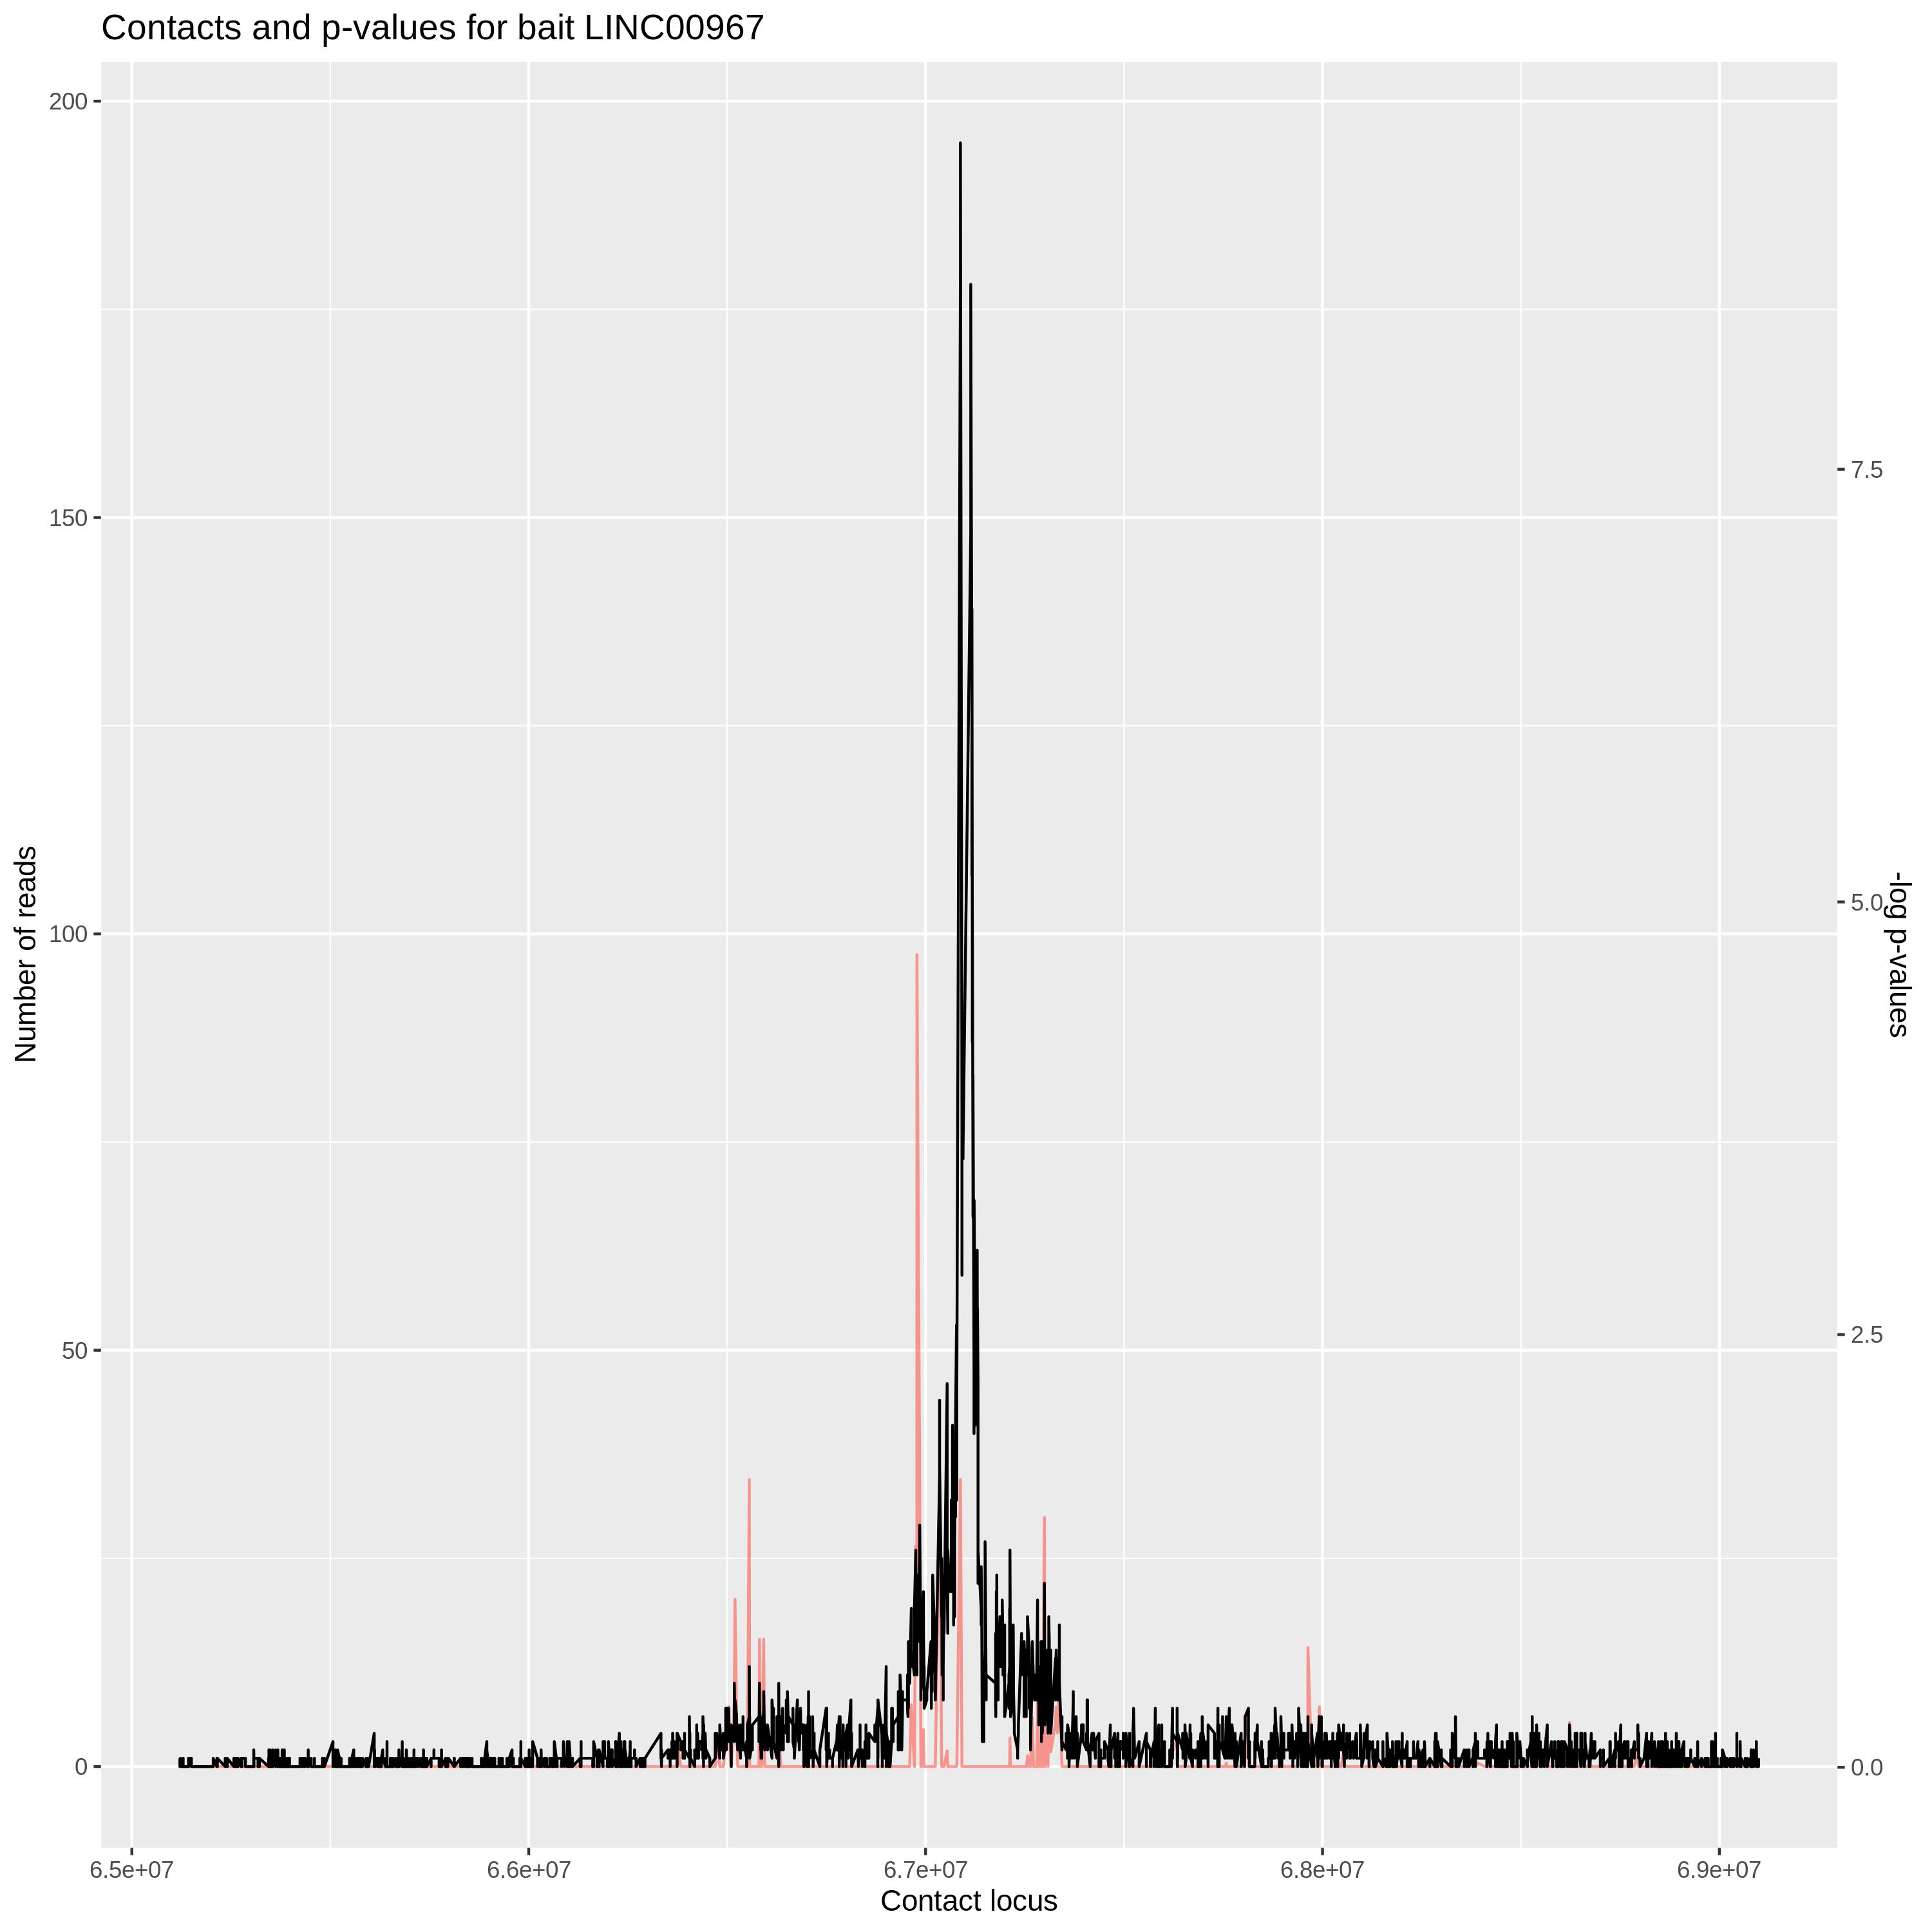 Contacts and p-values for bait LINC00967
200
150
100
50
0
Number of reads
7.5
5.0
2.5
0.0
-log p-values
6.5e+07
6.6e+07
6.7e+07
6.8e+07
6.9e+07
Contact locus